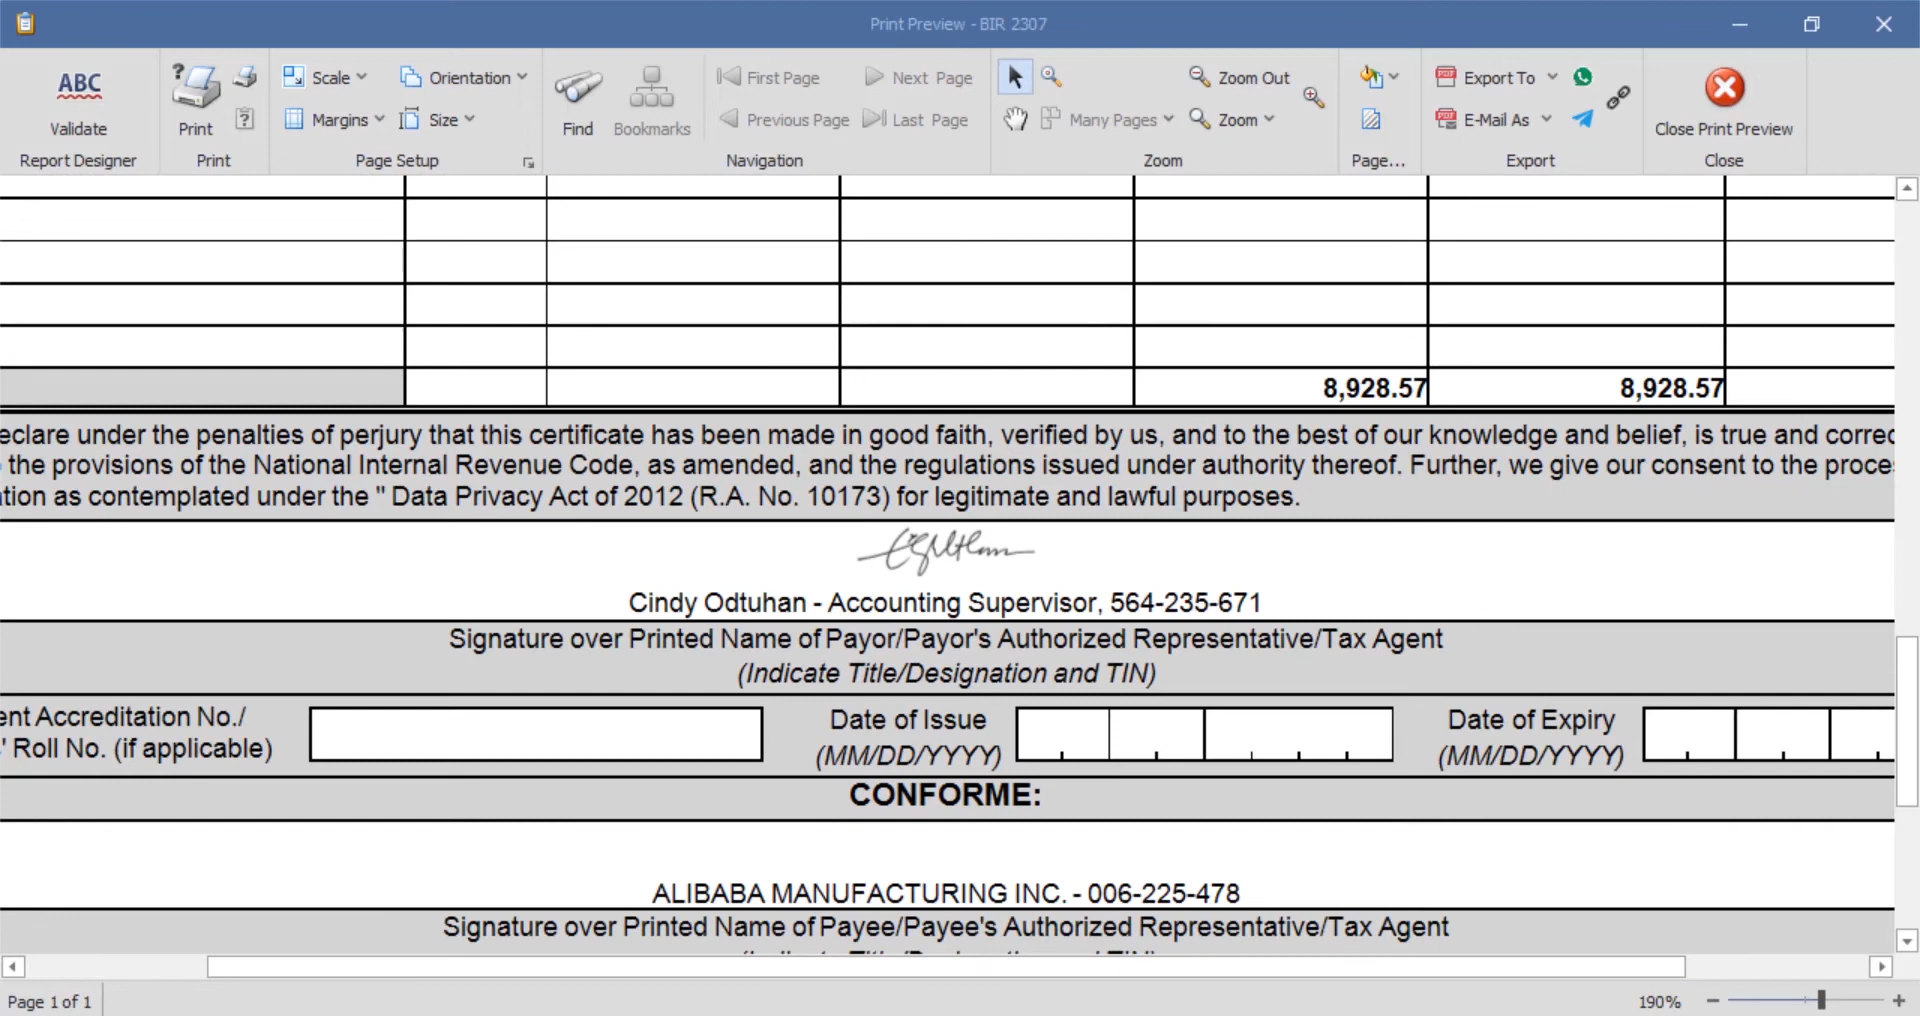 Print Preview - BIR 2307
ABC
Validate
Report Designer
Print
Print
Scale
Orientation
Margins
Size
Page Setup
Find
Bookmarks
First Page
Next Page
Previous Page
Last Page
Navigation
Many Pages
Zoom Out
Zoom
Zoom
Page...
PDF
Export To
PDF
E-Mail As
Export
Close Print Preview
Close
8,928.57 8,928.57
eclare under the penalties of perjury that this certificate has been made in good faith, verified by us, and to the best of our knowledge and belief, is true and correc
the provisions of the National Internal Revenue Code, as amended, and the regulations issued under authority thereof. Further, we give our consent to the proce
tion as contemplated under the " Data Privacy Act of 2012 (R.A. No. 10173) for legitimate and lawful purposes.
Cindy Odtuhan - Accounting Supervisor, 564-235-671
Signature over Printed Name of Payor/Payor's Authorized Representative/Tax Agent
(Indicate Title/Designation and TIN)
ent Accreditation No./
' Roll No. (if applicable)
Date of Issue
(MM/DD/YYYY)
Date of Expiry
(MM/DD/YYYY)
CONFORME:
ALIBABA MANUFACTURING INC. - 006-225-478
Signature over Printed Name of Payee/Payee's Authorized Representative/Tax Agent
Page 1 of 1
190%